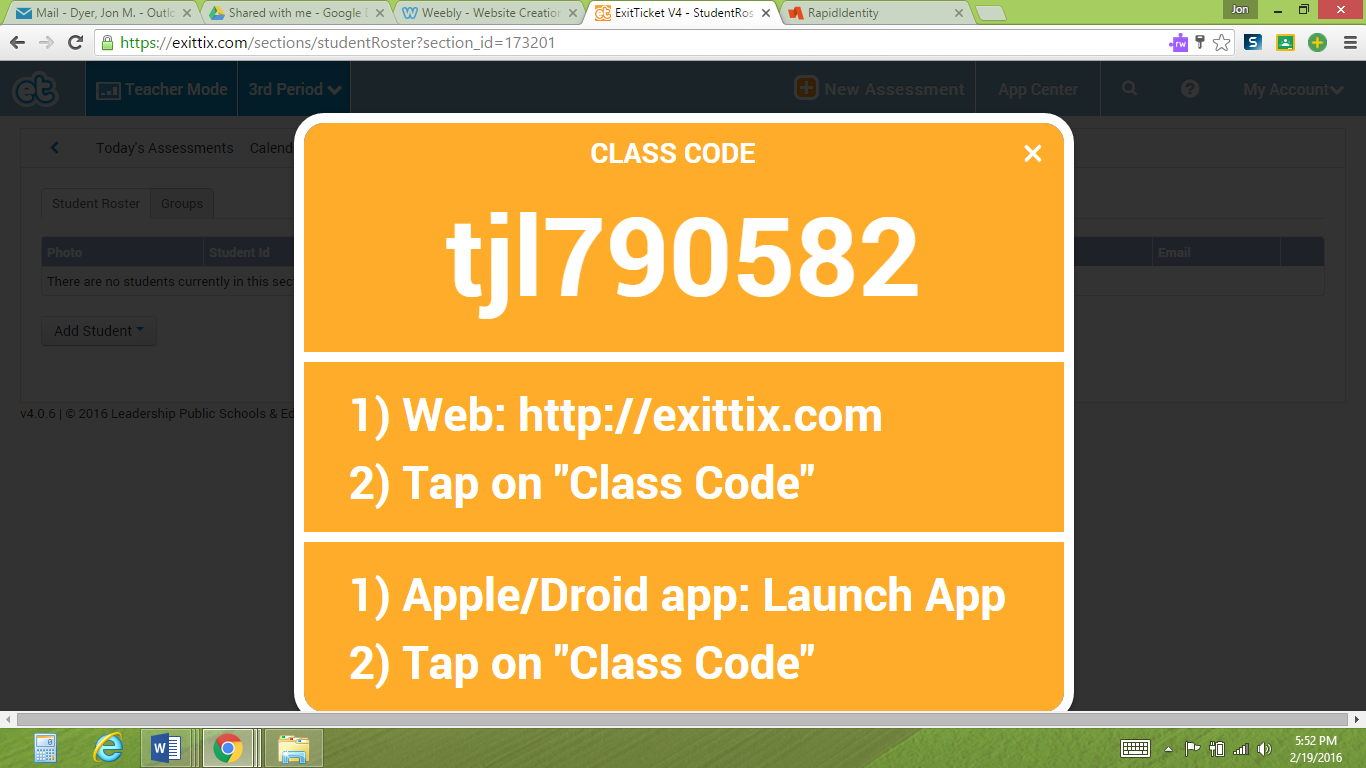 Mail - Dyer, Jon M. - Outlo
Shared with me - Google D
Weebly - Website Creation
ExitTicket V4 - StudentRos
RapidIdentity
Jon
https://exittix.com/sections/studentRoster?section_id=173201
et
Teacher Mode
3rd Period
New Assessment
App Center
My Account
Today's Assessments
Calend
Student Roster
Groups
Photo
Student Id
Email
There are no students currently in this sec
Add Student
v4.0.6 | © 2016 Leadership Public Schools & Ed
CLASS CODE
tjl790582
1) Web: http://exittix.com
2) Tap on "Class Code"
1) Apple/Droid app: Launch App
2) Tap on "Class Code"
5:52 PM
2/19/2016